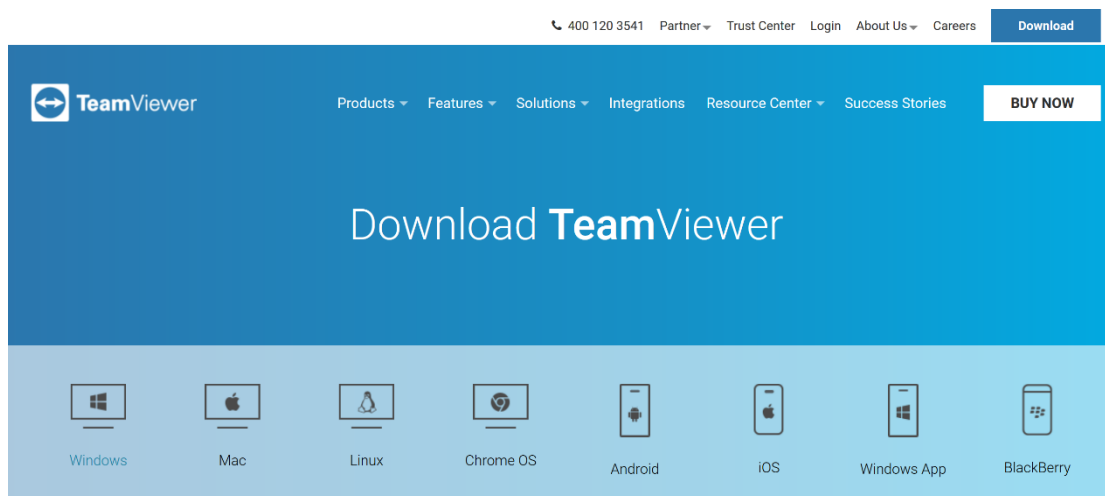 400 120 3541 Partner Trust Center Login About Us Careers Download
TeamViewer Products Features Solutions Integrations Resource Center Success Stories BUY NOW
Download TeamViewer
Windows Mac Linux Chrome OS Android iOS Windows App BlackBerry